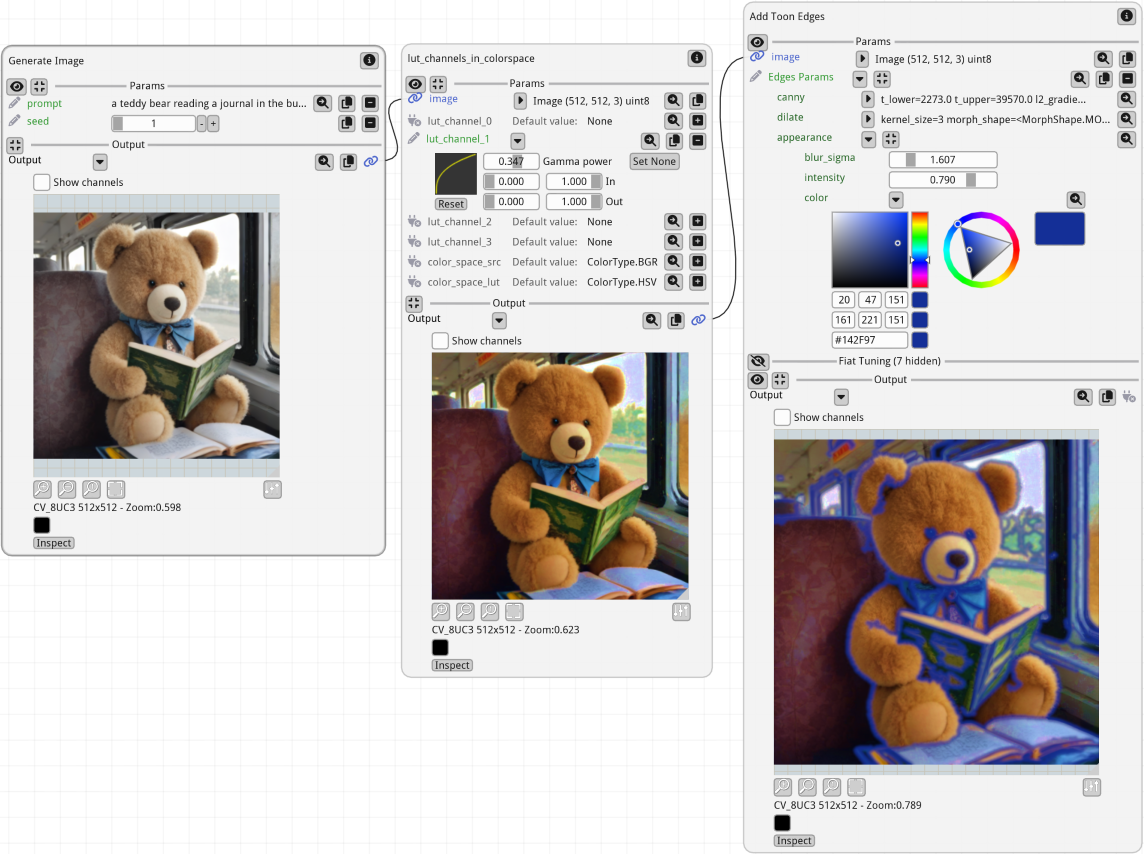 Generate Image
Params
prompt a teddy bear reading a journal in the bu...
seed 1 - +
Output
Output
Show channels
CV_8UC3 512x512 - Zoom:0.598
Inspect
lut_channels_in_colorspace
Params
image Image (512, 512, 3) uint8
lut_channel_0 Default value: None
lut_channel_1
0.347 Gamma power Set None
0.000 1.000 In
Reset 0.000 1.000 Out
lut_channel_2 Default value: None
lut_channel_3 Default value: None
color_space_src Default value: ColorType.BGR
color_space_lut Default value: ColorType.HSV
Output
Output
Show channels
CV_8UC3 512x512 - Zoom:0.623
Inspect
Add Toon Edges
Params
image Image (512, 512, 3) uint8
Edges Params
canny t_lower=2273.0 t_upper=39570.0 l2_gradie...
dilate kernel_size=3 morph_shape=<MorphShape.MO...
appearance
blur_sigma 1.607
intensity 0.790
color
20 47 151
161 221 151
#142F97
Fiat Tuning (7 hidden)
Output
Output
Show channels
CV_8UC3 512x512 - Zoom:0.789
Inspect